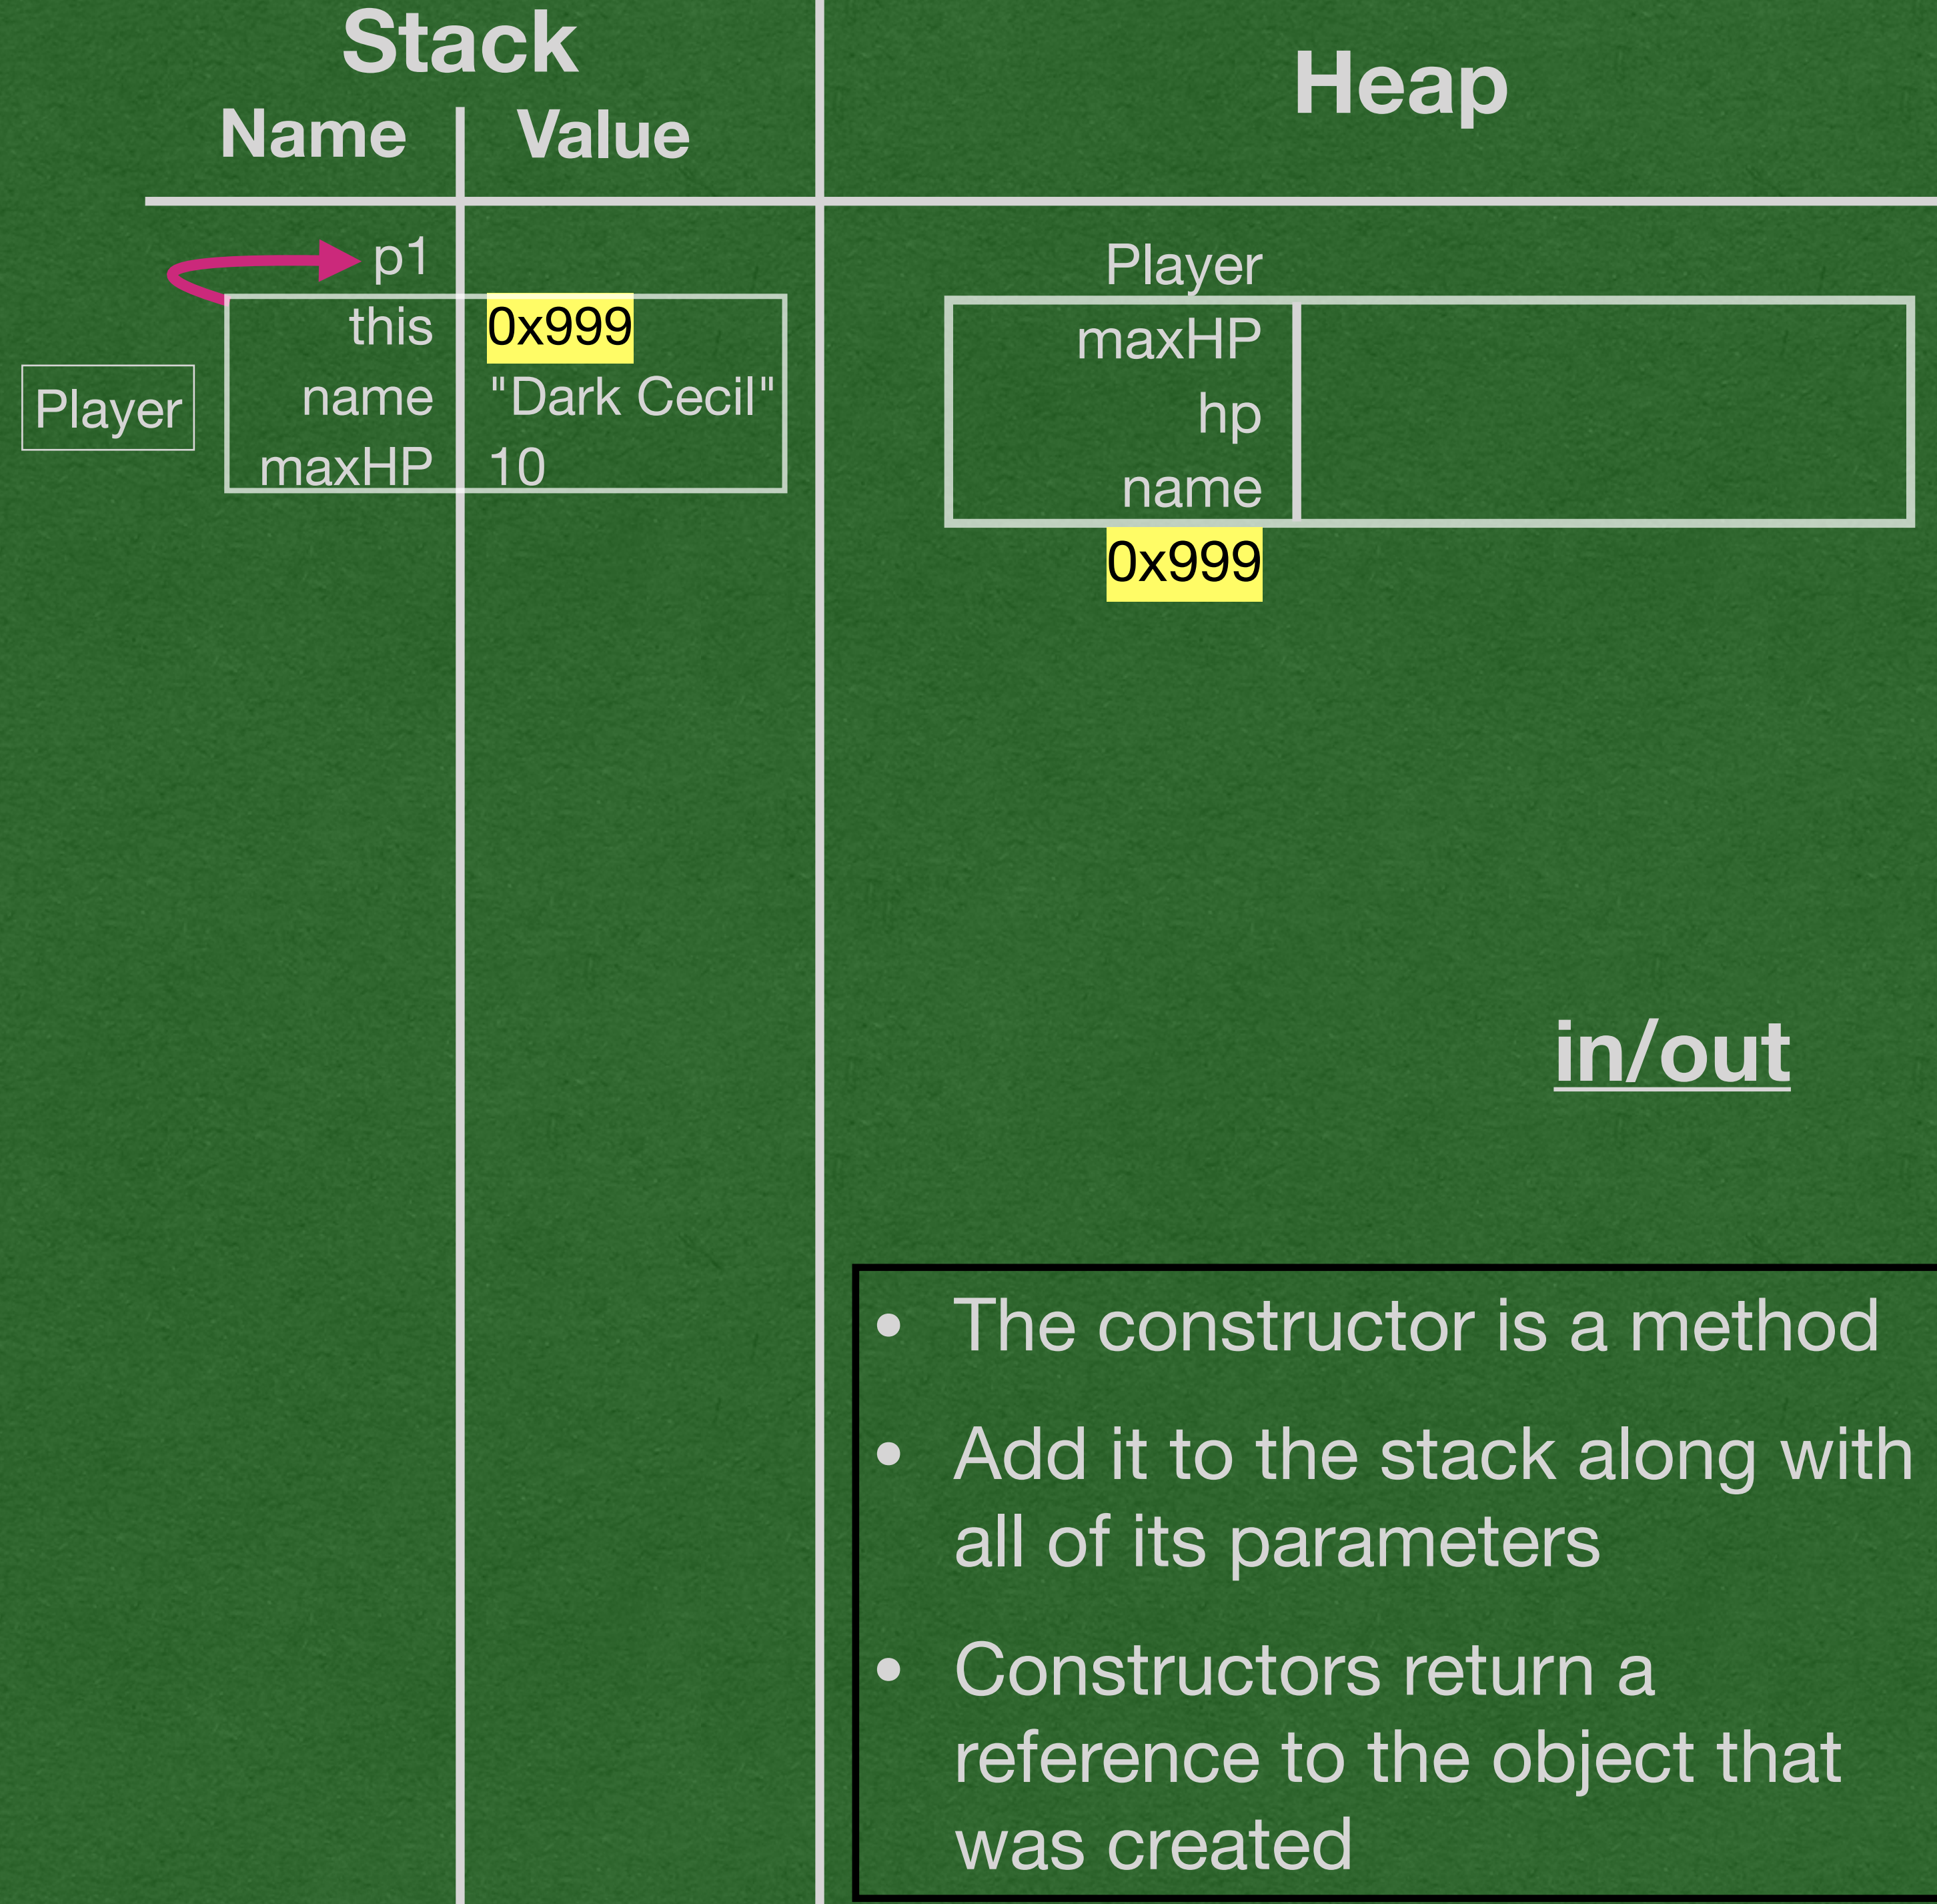 Stack
Heap
Name Value
p1
this 0x999
name "Dark Cecil"
maxHP 10
Player
Player
maxHP
hp
name
0x999
in/out
• The constructor is a method
• Add it to the stack along with
all of its parameters
• Constructors return a
reference to the object that
was created